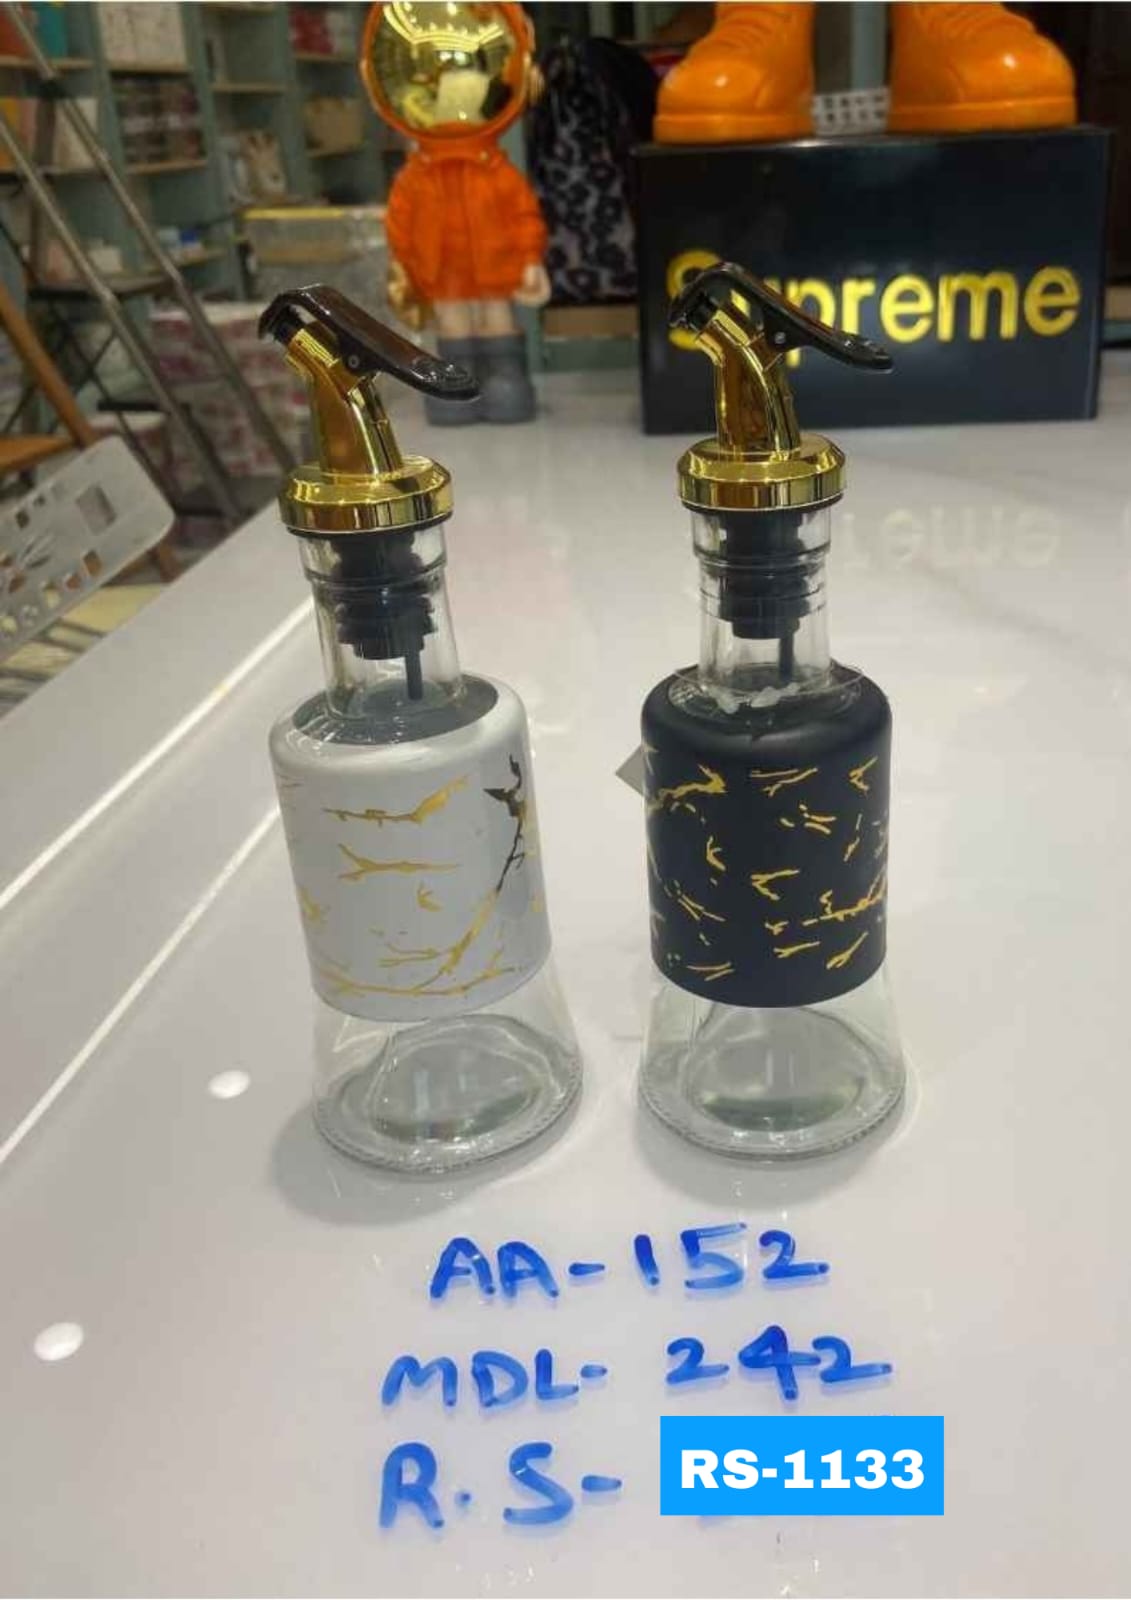 Supreme
AA-152
MDL- 242
R.S- RS-1133